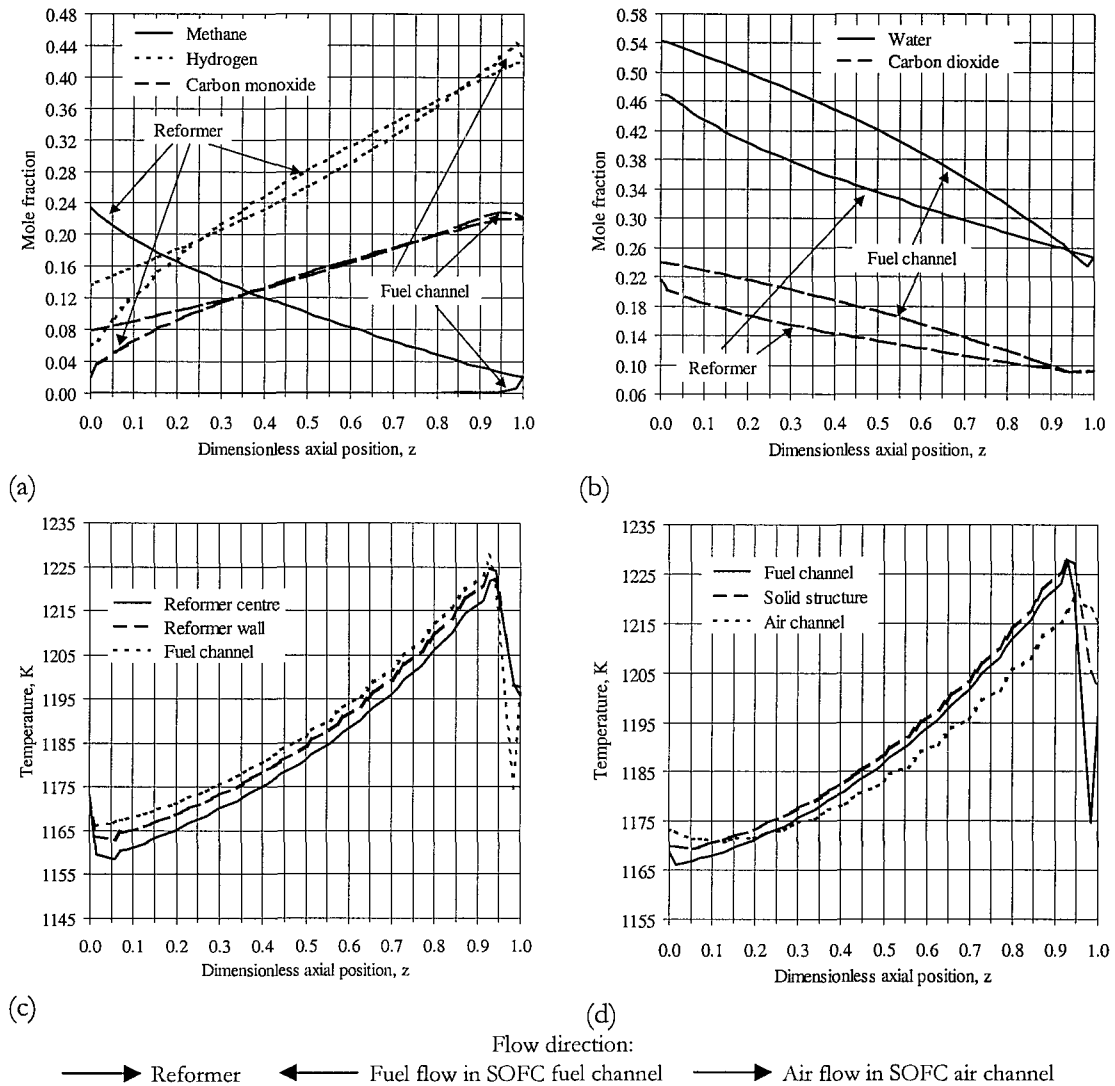 0.48
0.44
0.40
0.36
0.32
0.28
0.24
0.20
0.16
0.12
0.08
0.04
0.00
Mole fraction
Methane
Hydrogen
Carbon monoxide
Reformer
Fuel channel
0.0 0.1 0.2 0.3 0.4 0.5 0.6 0.7 0.8 0.9 1.0
Dimensionless axial position, z
(a)
0.58
0.54
0.50
0.46
0.42
0.38
0.34
0.30
0.26
0.22
0.18
0.14
0.10
0.06
Mole fraction
Water
Carbon dioxide
Fuel channel
Reformer
0.0 0.1 0.2 0.3 0.4 0.5 0.6 0.7 0.8 0.9 1.0
Dimensionless axial position, z
(b)
1235
1225
1215
1205
1195
1185
1175
1165
1155
1145
Temperature, K
Reformer centre
Reformer wall
Fuel channel
0.0 0.1 0.2 0.3 0.4 0.5 0.6 0.7 0.8 0.9 1.0
Dimensionless axial position, z
(c)
1235
1225
1215
1205
1195
1185
1175
1165
1155
Temperature, K
Fuel channel
Solid structure
Air channel
0.0 0.1 0.2 0.3 0.4 0.5 0.6 0.7 0.8 0.9 1.0
Dimensionless axial position, z
(d)
Flow direction:
Reformer Fuel flow in SOFC fuel channel Air flow in SOFC air channel